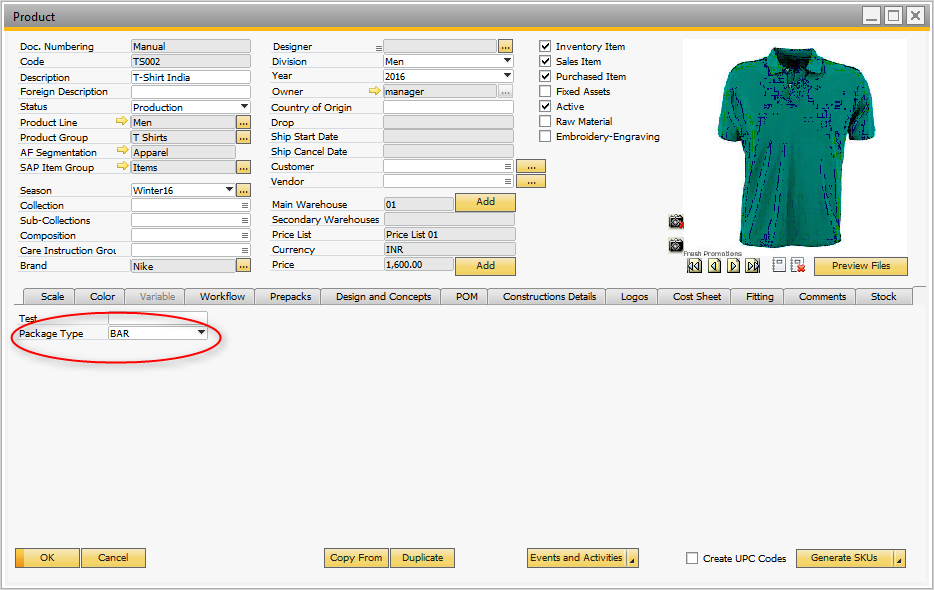 Product
Doc. Numbering Manual
Code TS002
Description T-Shirt India
Foreign Description
Status Production
Product Line Men ...
Product Group T Shirts ...
AF Segmentation Apparel
SAP Item Group Items ...
Season Winter16 ...
Collection
Sub-Collections
Composition
Care Instruction Grou
Brand Nike ...
Designer ...
Division Men
Year 2016
Owner manager ...
Country of Origin
Drop
Ship Start Date
Ship Cancel Date
Customer ...
Vendor ...
Main Warehouse 01 Add
Secondary Warehouses
Price List Price List 01
Currency INR
Price 1,600.00 Add
Inventory Item
Sales Item
Purchased Item
Fixed Assets
Active
Raw Material
Embroidery-Engraving
Fresh Promotions
Preview Files
Scale Color Variable Workflow Prepacks Design and Concepts POM Constructions Details Logos Cost Sheet Fitting Comments Stock
Test
Package Type BAR
OK Cancel Copy From Duplicate Events and Activities Create UPC Codes Generate SKUs